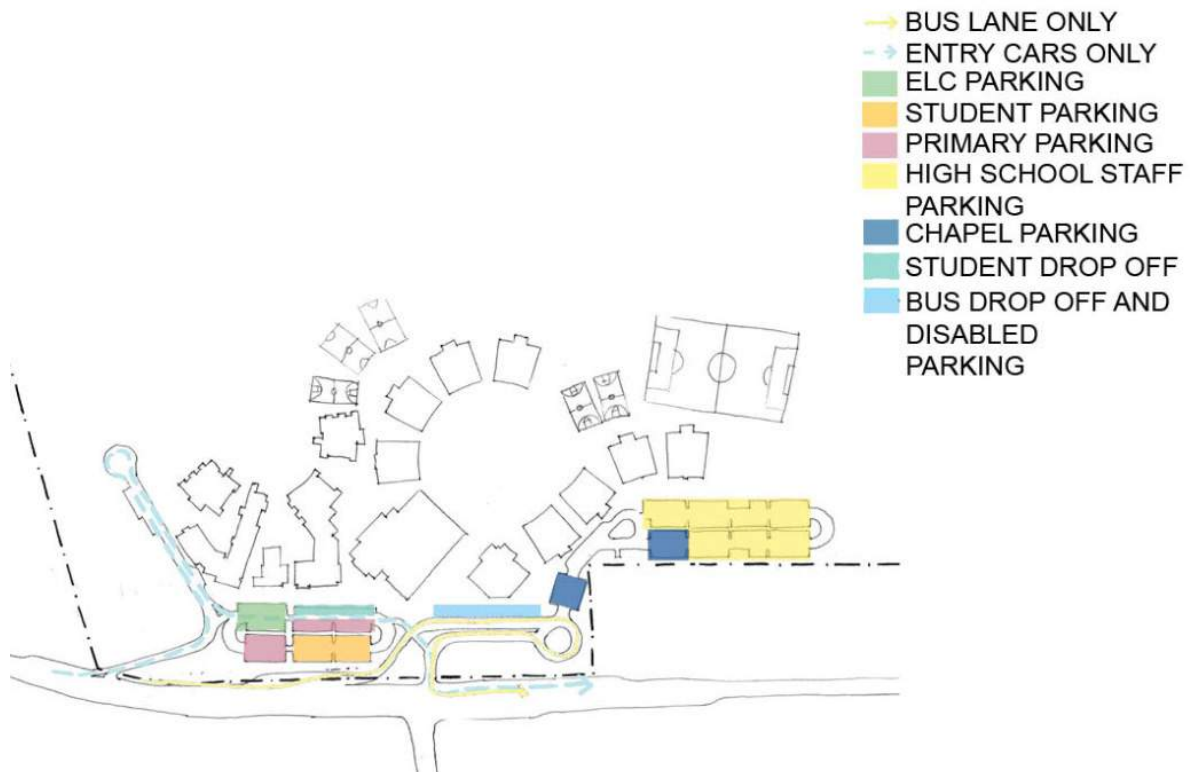 BUS LANE ONLY
ENTRY CARS ONLY
ELC PARKING
STUDENT PARKING
PRIMARY PARKING
HIGH SCHOOL STAFF
PARKING
CHAPEL PARKING
STUDENT DROP OFF
BUS DROP OFF AND
DISABLED
PARKING